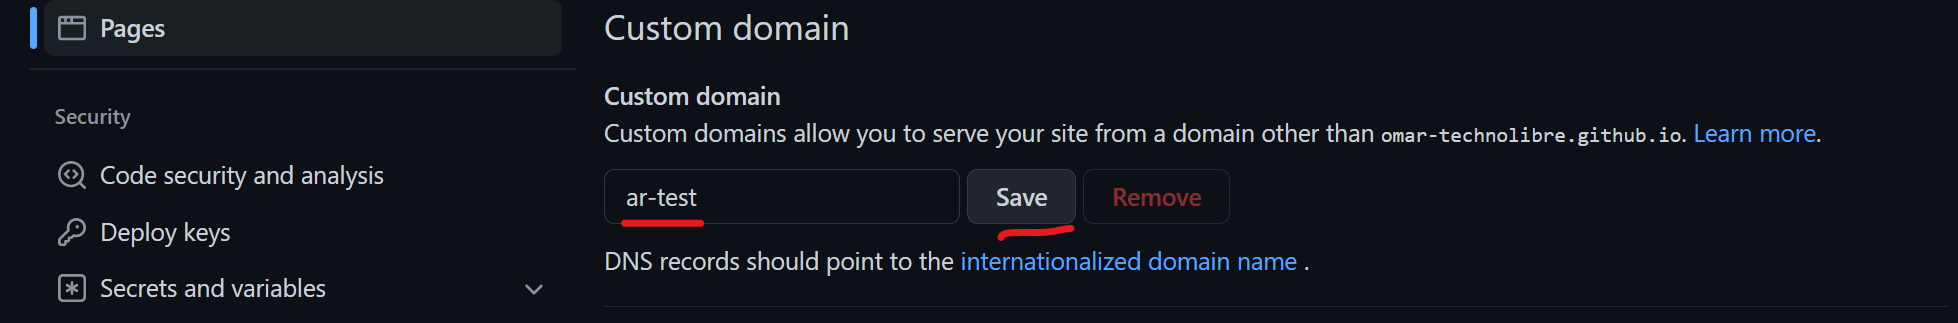 Pages
Security
Code security and analysis
Deploy keys
Secrets and variables
Custom domain
Custom domain
Custom domains allow you to serve your site from a domain other than omar-technolibre.github.io. Learn more.
ar-test
Save
Remove
DNS records should point to the internationalized domain name .